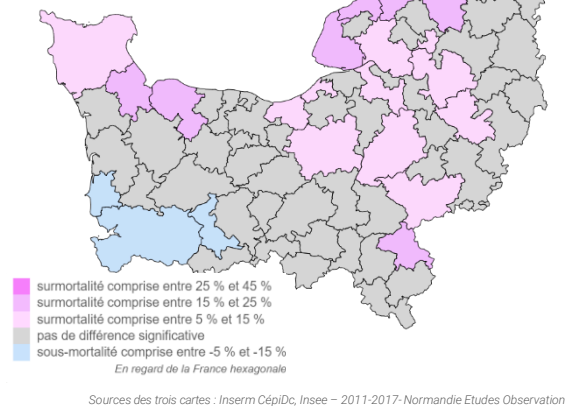 surmortalité comprise entre 25 % et 45 %
surmortalité comprise entre 15 % et 25 %
surmortalité comprise entre 5 % et 15 %
pas de différence significative
sous-mortalité comprise entre -5 % et -15 %
En regard de la France hexagonale
Sources des trois cartes : Inserm CépiDc, Insee – 2011-2017- Normandie Etudes Observation